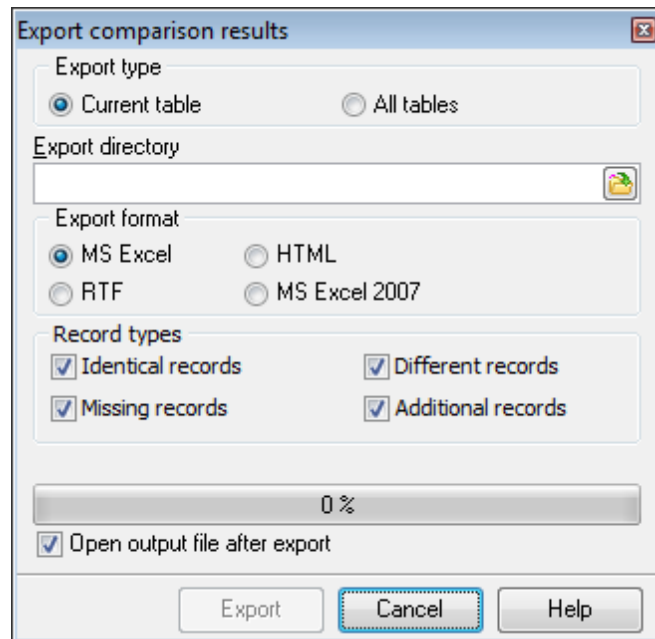 Export comparison results
Export type
Current table All tables
Export directory
Export format
MS Excel HTML
RTF MS Excel 2007
Record types
Identical records Different records
Missing records Additional records
0 %
Open output file after export
Export Cancel Help